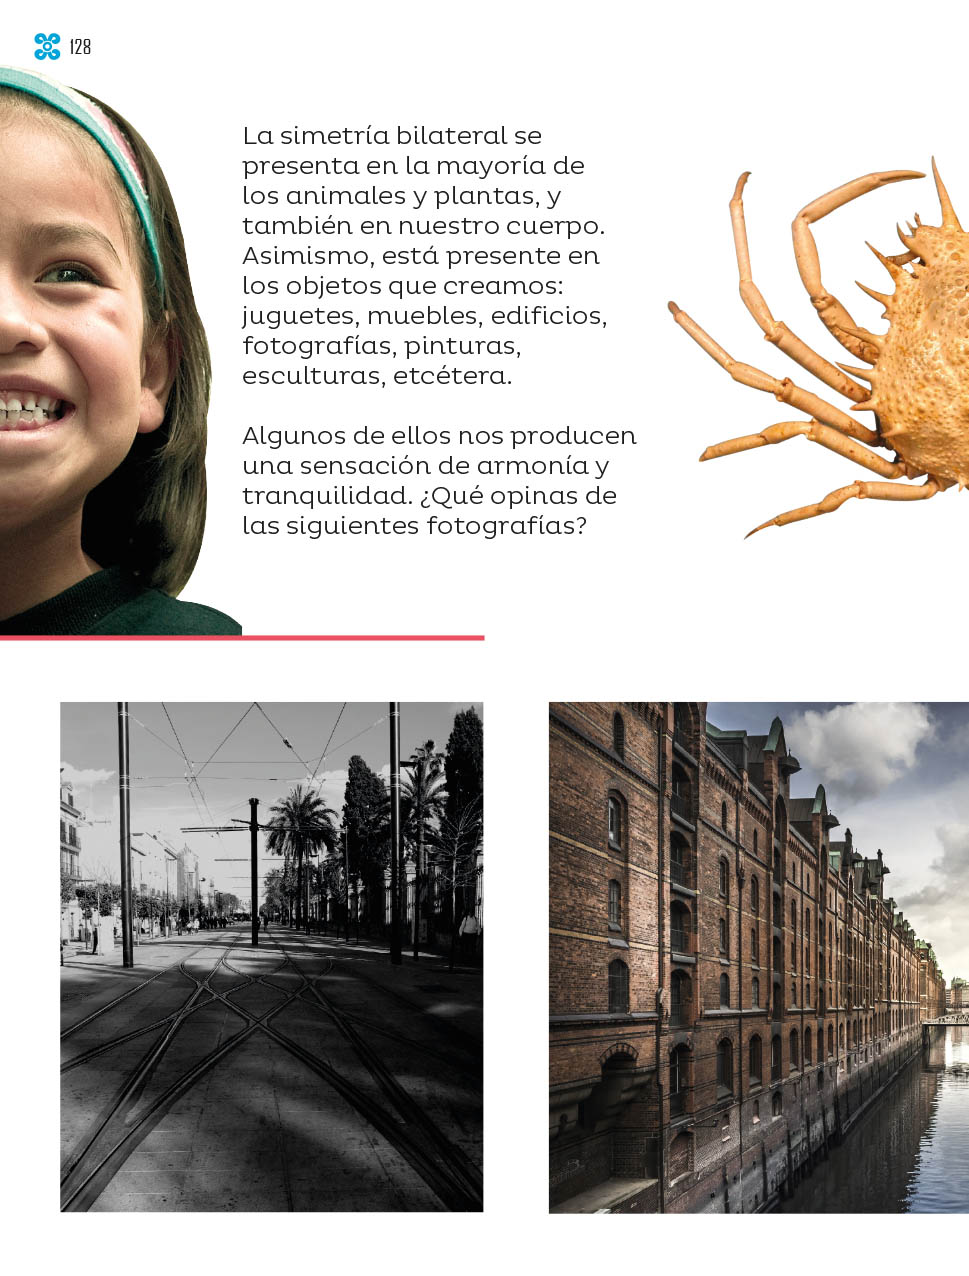 128
La simetría bilateral se
presenta en la mayoría de
los animales y plantas, y
también en nuestro cuerpo.
Asimismo, está presente en
los objetos que creamos:
juguetes, muebles, edificios,
fotografías, pinturas,
esculturas, etcétera.
Algunos de ellos nos producen
una sensación de armonía y
tranquilidad. ¿Qué opinas de
las siguientes fotografías?